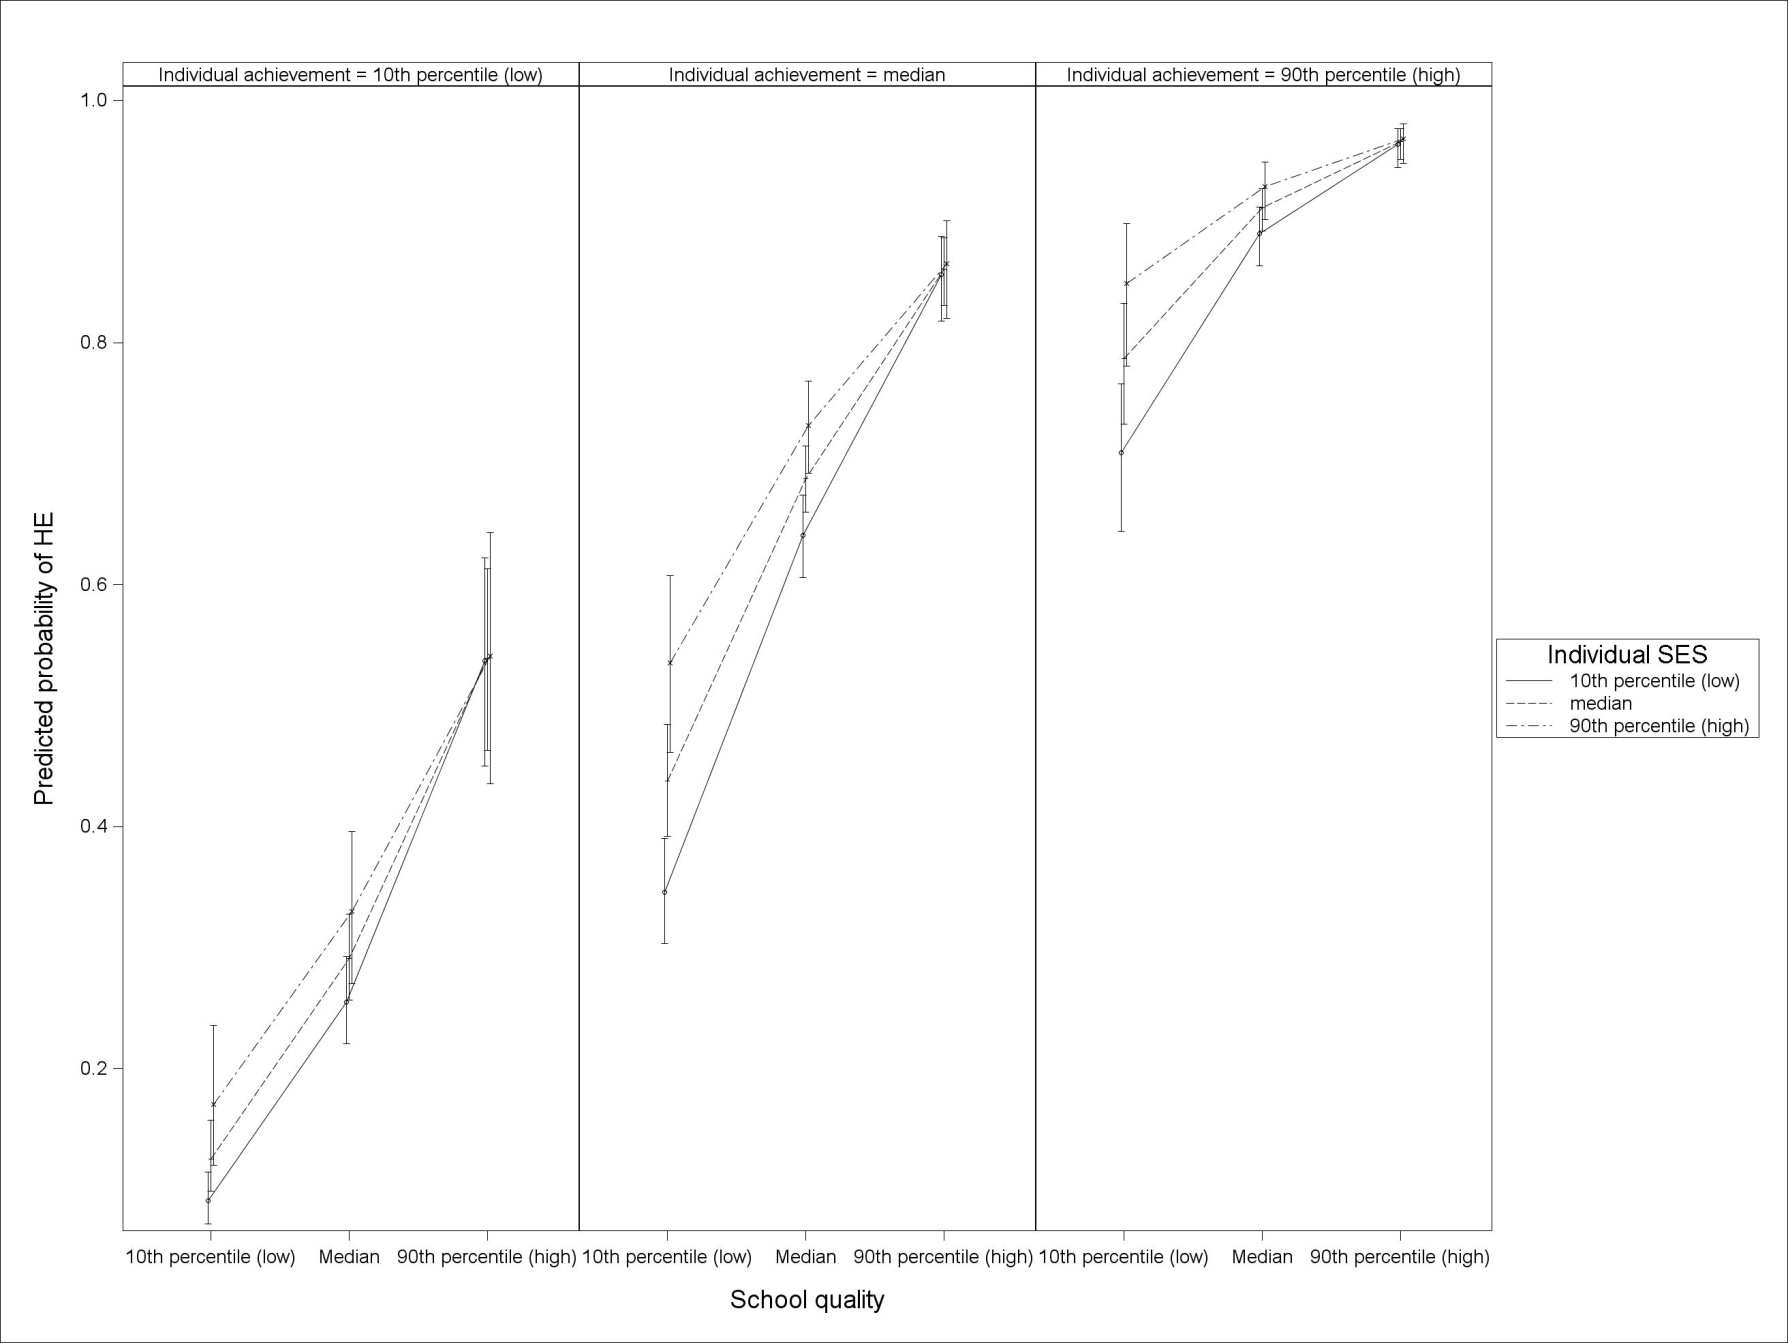 Individual achievement = 10th percentile (low)
Individual achievement = median
Individual achievement = 90th percentile (high)
1.0
0.8
0.6
0.4
0.2
Predicted probability of HE
Individual SES
10th percentile (low)
median
90th percentile (high)
10th percentile (low)
Median
90th percentile (high)
10th percentile (low)
Median
90th percentile (high)
10th percentile (low)
Median
90th percentile (high)
School quality